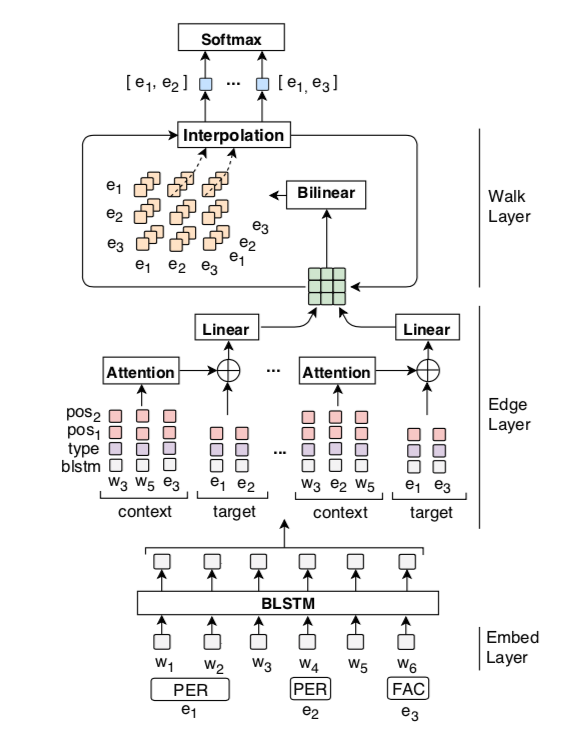 Softmax
[ e1, e2 ] ... [ e1, e3 ]
Interpolation
Bilinear
Walk
Layer
e1
e2
e3
e1 e2 e3
e1
e2
e3
Linear ... Linear
Attention ... Attention
Edge
Layer
pos2
pos1
type
blstm
...
w3 w5 e3 e1 e2 w3 e2 w5 e1 e3
context target context target
BLSTM
Embed
Layer
w1 w2 w3 w4 w5 w6
PER PER FAC
e1 e2 e3